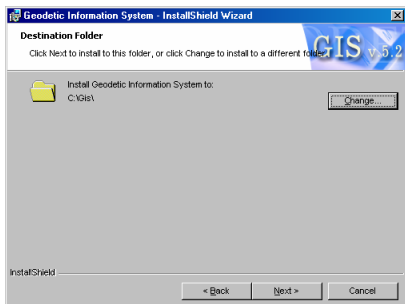 Geodetic Information System - InstallShield Wizard
Destination Folder
Click Next to install to this folder, or click Change to install to a different folder.
GIS v 5.2
Install Geodetic Information System to:
C:\Gis\
Change...
InstallShield
< Back
Next >
Cancel